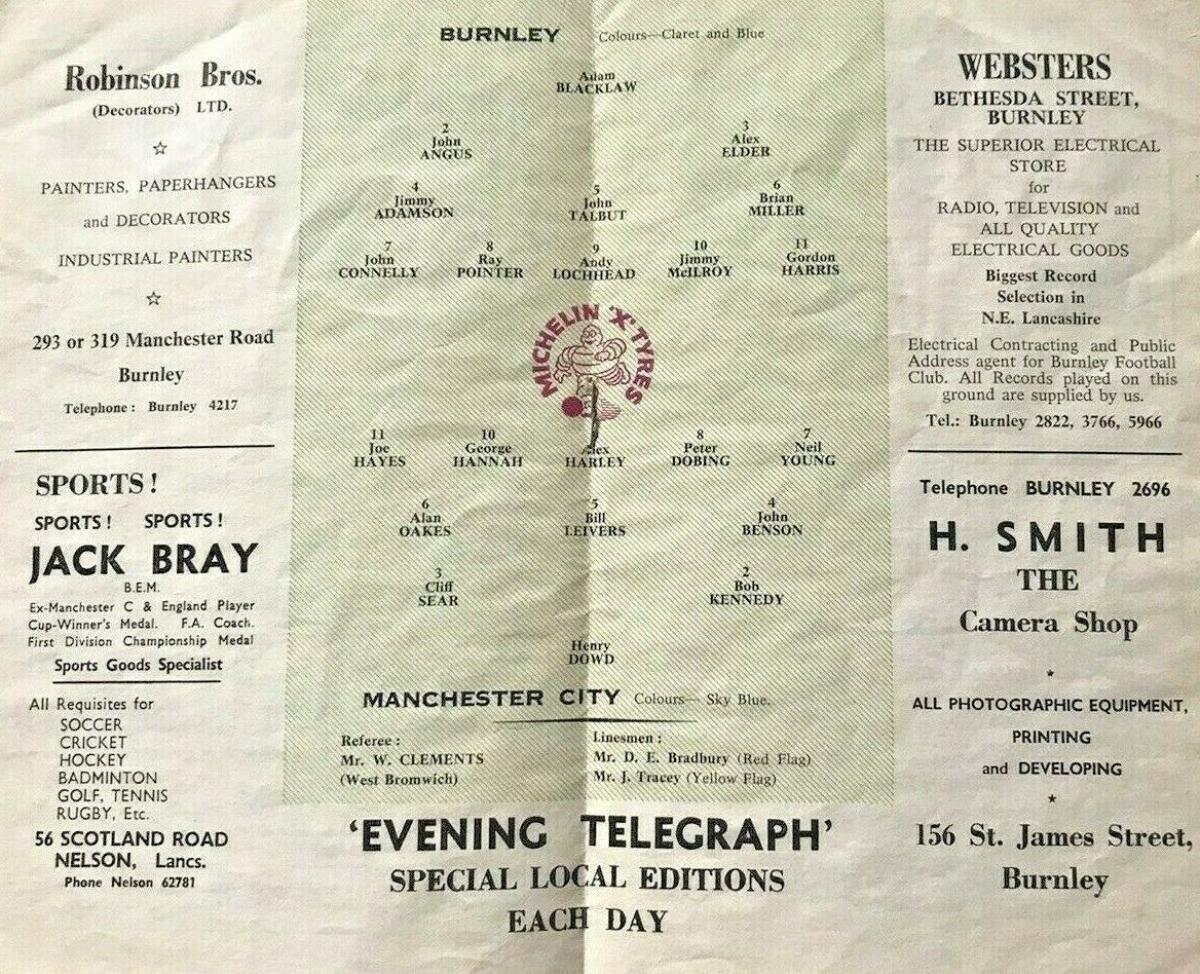 Robinson Bros.
(Decorators) LTD.
PAINTERS, PAPERHANGERS
and DECORATORS
INDUSTRIAL PAINTERS
293 or 319 Manchester Road
Burnley
Telephone : Burnley 4217
SPORTS !
SPORTS ! SPORTS !
JACK BRAY
B.E.M.
Ex-Manchester C & England Player
Cup-Winner's Medal. F.A. Coach.
First Division Championship Medal
Sports Goods Specialist
All Requisites for
SOCCER
CRICKET
HOCKEY
BADMINTON
GOLF, TENNIS
RUGBY, Etc.
56 SCOTLAND ROAD
NELSON, Lancs.
Phone Nelson 62781
BURNLEY Colours—Claret and Blue
Adam
BLACKLAW
2 3
John Alex
ANGUS ELDER
4 5 6
Jimmy John Brian
ADAMSON TALBUT MILLER
7 8 9 10 11
John Ray Andy Jimmy Gordon
CONNELLY POINTER LOCHHEAD McILROY HARRIS
MICHELIN 'X' TYRES
11 10 8 7
Joe George Alex Peter Neil
HAYES HANNAH HARLEY DOBING YOUNG
6 5 4
Alan Bill John
OAKES LEIVERS BENSON
3 2
Cliff Bob
SEAR KENNEDY
Henry
DOWD
MANCHESTER CITY Colours— Sky Blue.
Referee :
Mr. W. CLEMENTS
(West Bromwich)
Linesmen :
Mr. D. E. Bradbury (Red Flag)
Mr. J. Tracey (Yellow Flag)
'EVENING TELEGRAPH'
SPECIAL LOCAL EDITIONS
EACH DAY
WEBSTERS
BETHESDA STREET,
BURNLEY
THE SUPERIOR ELECTRICAL
STORE
for
RADIO, TELEVISION and
ALL QUALITY
ELECTRICAL GOODS
Biggest Record
Selection in
N.E. Lancashire
Electrical Contracting and Public
Address agent for Burnley Football
Club. All Records played on this
ground are supplied by us.
Tel.: Burnley 2822, 3766, 5966
Telephone BURNLEY 2696
H. SMITH
THE
Camera Shop
ALL PHOTOGRAPHIC EQUIPMENT,
PRINTING
and DEVELOPING
156 St. James Street,
Burnley